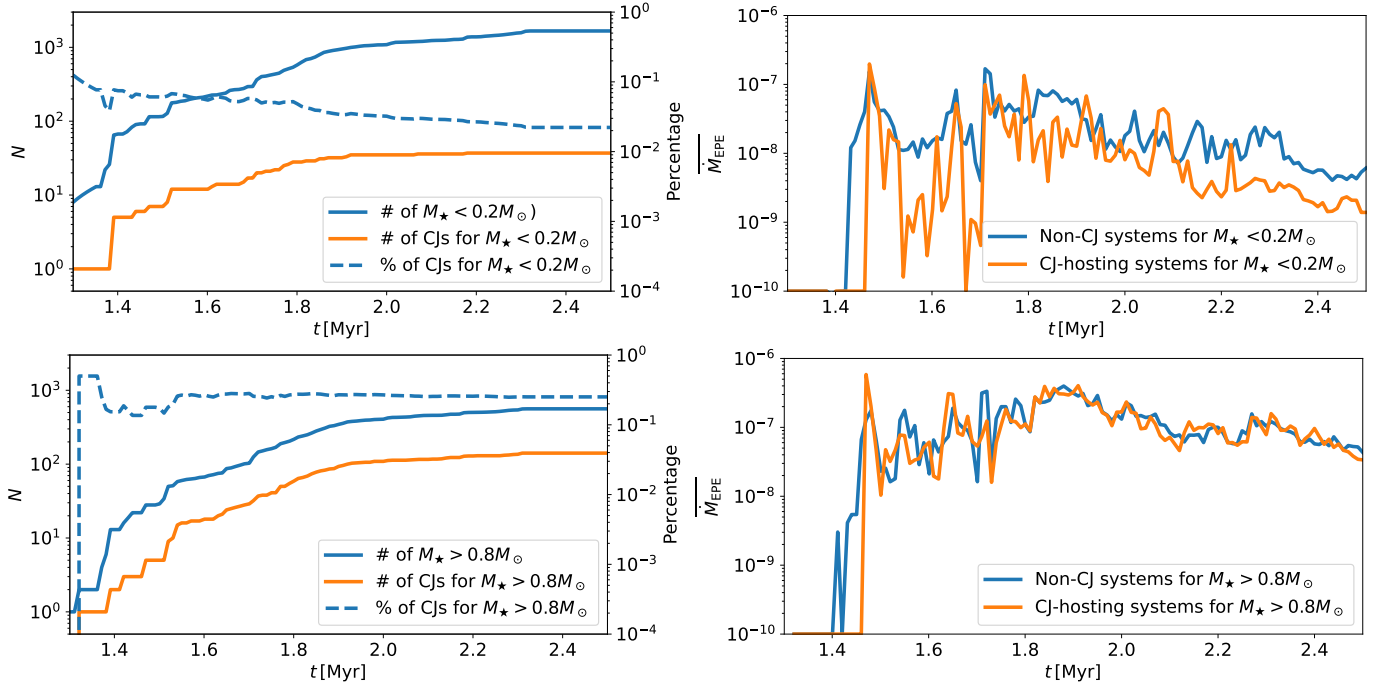 10³
10²
10¹
10⁰
N
10⁰
10⁻¹
10⁻²
10⁻³
10⁻⁴
Percentage
# of M★ < 0.2M⊙)
# of CJs for M★ < 0.2M⊙
% of CJs for M★ < 0.2M⊙
1.4 1.6 1.8 2.0 2.2 2.4
t [Myr]
10⁻⁶
10⁻⁷
10⁻⁸
10⁻⁹
10⁻¹⁰
Ṁ_EPE
Non-CJ systems for M★ <0.2M⊙
CJ-hosting systems for M★ <0.2M⊙
1.4 1.6 1.8 2.0 2.2 2.4
t [Myr]
10³
10²
10¹
10⁰
N
10⁰
10⁻¹
10⁻²
10⁻³
10⁻⁴
Percentage
# of M★ > 0.8M⊙
# of CJs for M★ > 0.8M⊙
% of CJs for M★ > 0.8M⊙
1.4 1.6 1.8 2.0 2.2 2.4
t [Myr]
10⁻⁶
10⁻⁷
10⁻⁸
10⁻⁹
10⁻¹⁰
Ṁ_EPE
Non-CJ systems for M★ > 0.8M⊙
CJ-hosting systems for M★ > 0.8M⊙
1.4 1.6 1.8 2.0 2.2 2.4
t [Myr]